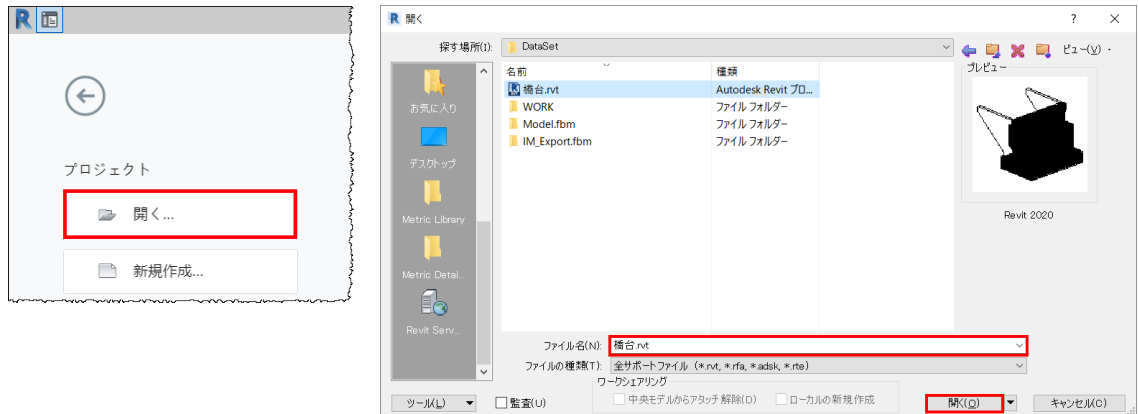 プロジェクト
開く...
新規作成...
R 開く
探す場所(I):
DataSet
ビュー(V)
お気に入り
デスクトップ
Metric Library
Metric Detai...
Revit Serv...
名前 種類
橋台.rvt Autodesk Revit プロ...
WORK ファイル フォルダー
Model.fbm ファイル フォルダー
IM_Export.fbm ファイル フォルダー
プレビュー
Revit 2020
ファイル名(N): 橋台.rvt
ファイルの種類(T): 全サポートファイル (*.rvt, *.rfa, *.adsk, *.rte)
ワークシェアリング
ツール(L) 監査(U) 中央モデルからアタッチ解除(D) ローカルの新規作成 開く(O) キャンセル(C)